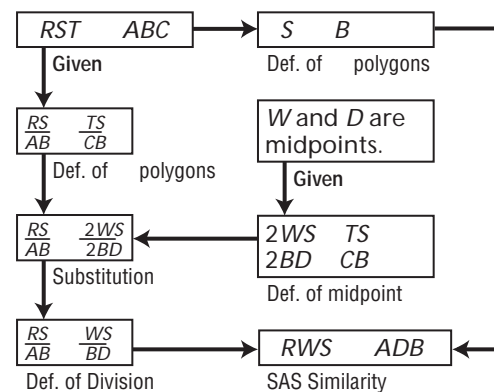 RST ABC
Given
S B
Def. of polygons
RS TS
AB CB
Def. of polygons
W and D are
midpoints.
Given
RS 2WS
AB 2BD
Substitution
2WS TS
2BD CB
Def. of midpoint
RS WS
AB BD
Def. of Division
RWS ADB
SAS Similarity